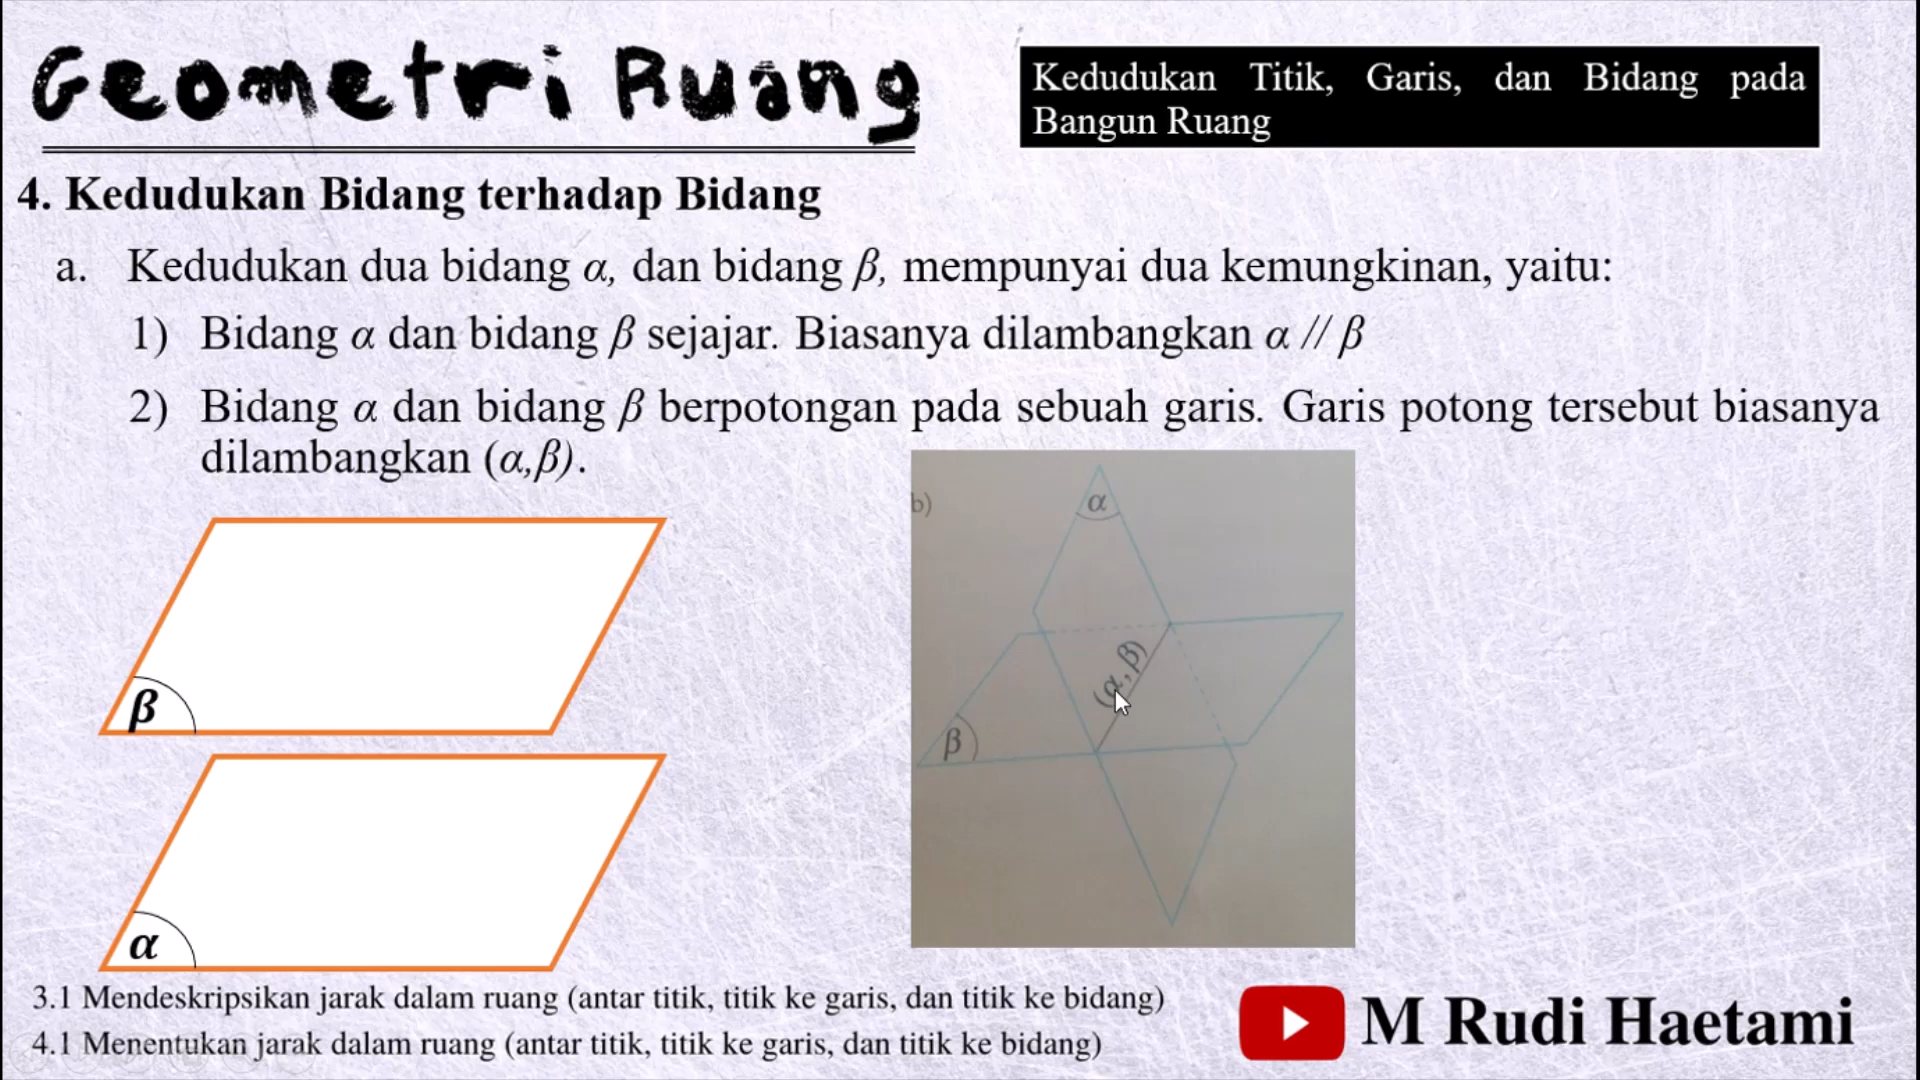 Geometri Ruang
Kedudukan Titik, Garis, dan Bidang pada
Bangun Ruang
4. Kedudukan Bidang terhadap Bidang
a. Kedudukan dua bidang α, dan bidang β, mempunyai dua kemungkinan, yaitu:
1) Bidang α dan bidang β sejajar. Biasanya dilambangkan α // β
2) Bidang α dan bidang β berpotongan pada sebuah garis. Garis potong tersebut biasanya
dilambangkan (α,β).
β
α
b)
α
(α, β)
β
3.1 Mendeskripsikan jarak dalam ruang (antar titik, titik ke garis, dan titik ke bidang)
4.1 Menentukan jarak dalam ruang (antar titik, titik ke garis, dan titik ke bidang)
M Rudi Haetami